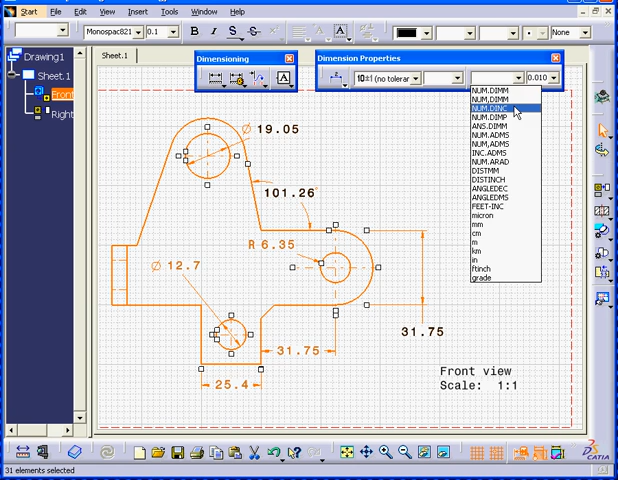 Start File Edit View Insert Tools Window Help
Monospac821 0.1 B I S S A None
Drawing1
Sheet.1
Front
Right
Sheet.1
Dimensioning
Dimension Properties
10±1 (no tolerar 0.010
NUM.DIMM
NUM,DIMM
NUM.DINC
NUM.DIMP
ANS.DIMM
NUM.ADMS
NUM,ADMS
INC.ADMS
NUM.ARAD
DISTMM
DISTINCH
ANGLEDEC
ANGLEDMS
FEET-INC
micron
mm
cm
m
km
in
ftinch
grade
Ø 19.05
101.26°
R 6.35
Ø 12.7
31.75
31.75
25.4
Front view
Scale: 1:1
CATIA
31 elements selected